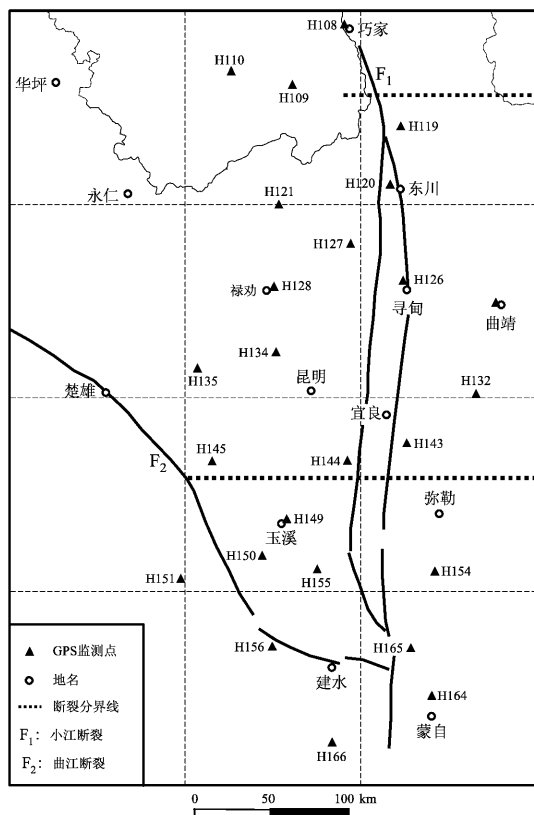 H108
巧家
H110
F1
华坪
H109
H119
H120
东川
永仁
H121
H127
H126
禄劝
H128
寻甸
曲靖
H134
H135
昆明
H132
楚雄
宜良
H143
H145
H144
F2
弥勒
H149
玉溪
H150
H151
H155
H154
H156
H165
建水
H164
蒙自
H166
GPS监测点
地名
断裂分界线
F1: 小江断裂
F2: 曲江断裂
0 50 100 km